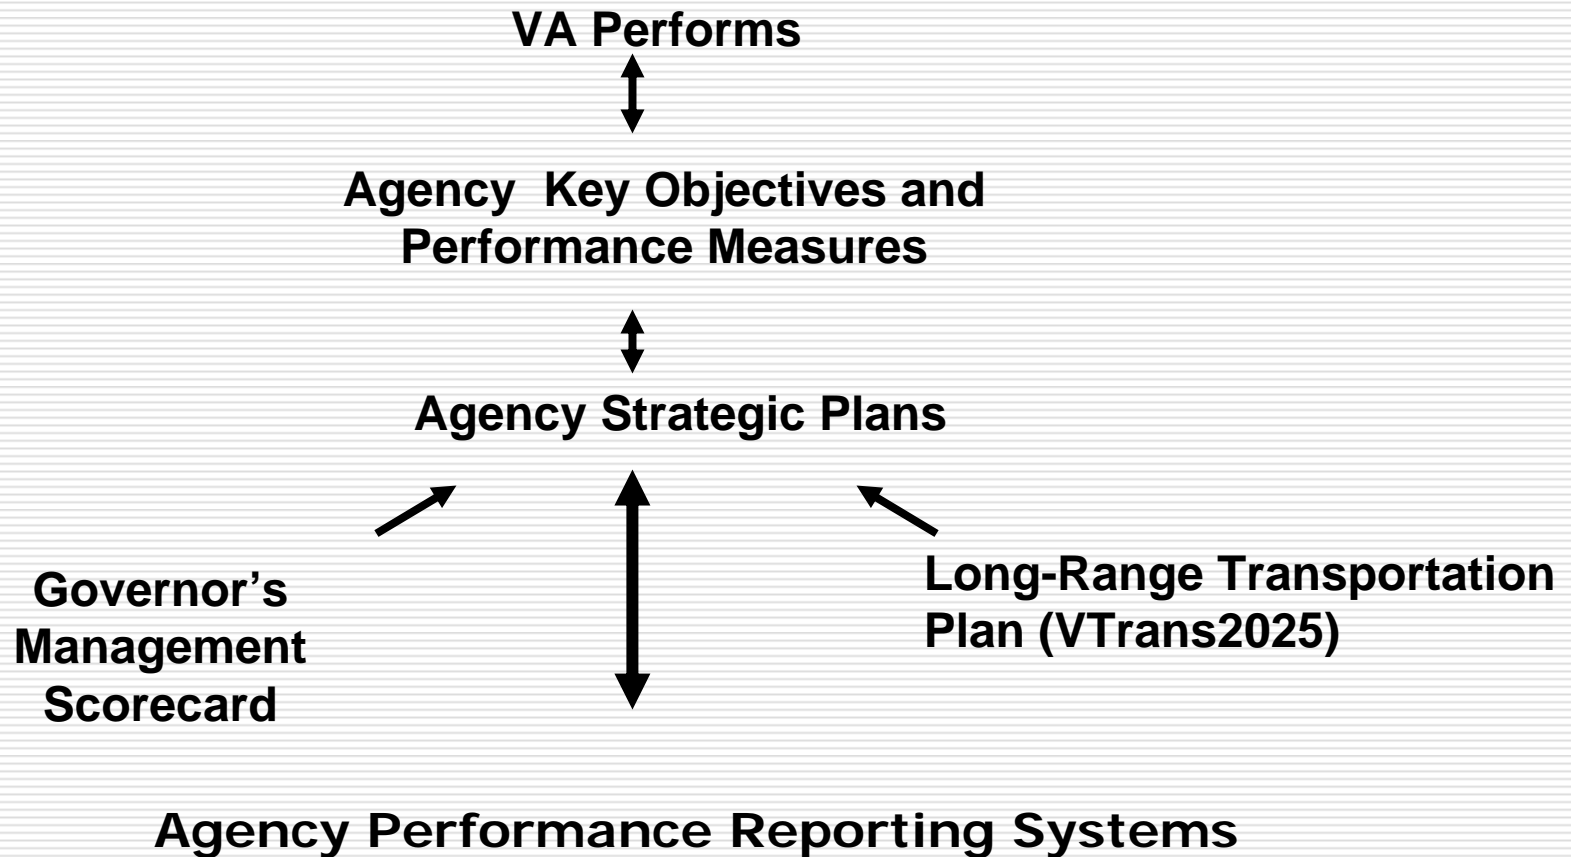 VA Performs
Agency Key Objectives and
Performance Measures
Agency Strategic Plans
Governor’s
Management
Scorecard
Long-Range Transportation
Plan (VTrans2025)
Agency Performance Reporting Systems